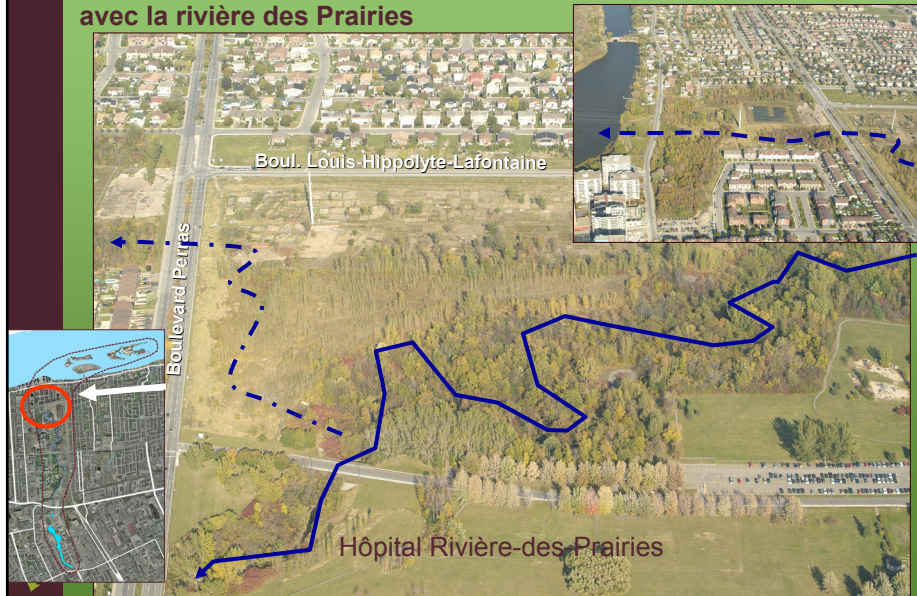 avec la rivière des Prairies
Boul. Louis-Hippolyte-Lafontaine
Boulevard Perras
Hôpital Rivière-des-Prairies